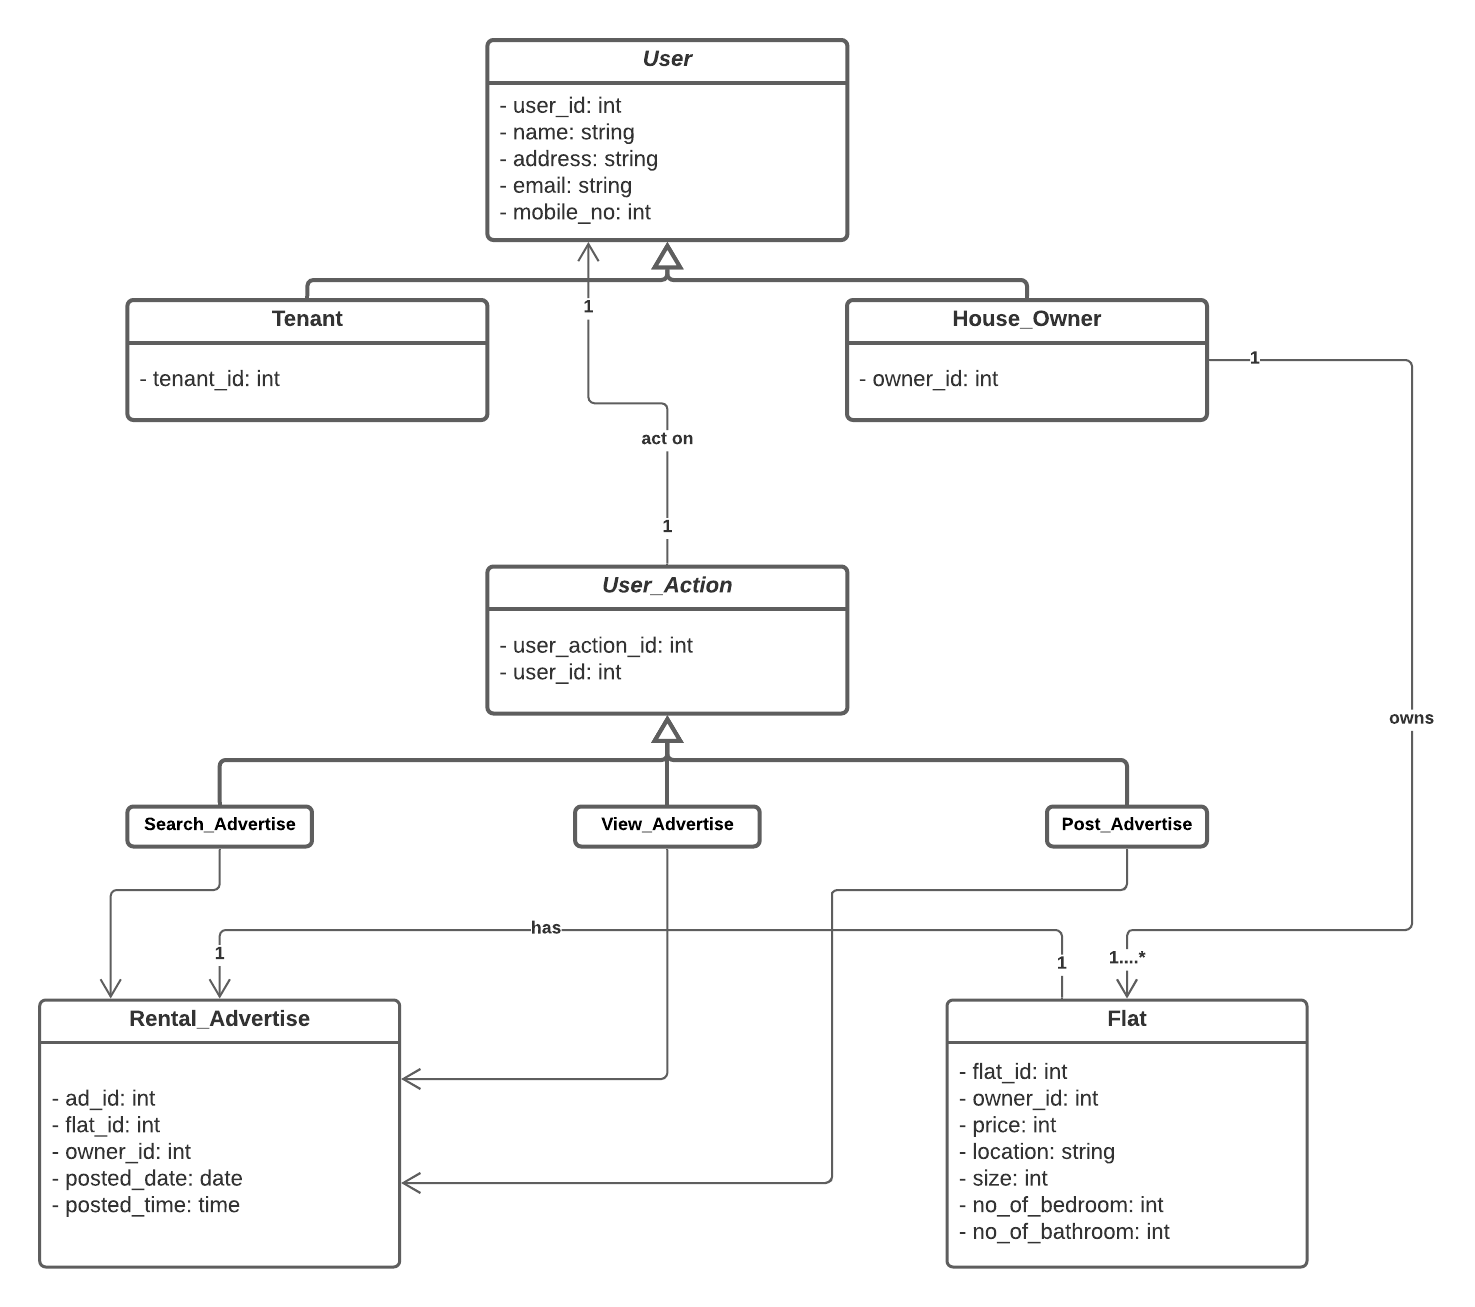 User
- user_id: int
- name: string
- address: string
- email: string
- mobile_no: int
1
Tenant
- tenant_id: int
House_Owner
- owner_id: int
1
act on
1
User_Action
- user_action_id: int
- user_id: int
owns
Search_Advertise
View_Advertise
Post_Advertise
has
1
1
1....*
Rental_Advertise
- ad_id: int
- flat_id: int
- owner_id: int
- posted_date: date
- posted_time: time
Flat
- flat_id: int
- owner_id: int
- price: int
- location: string
- size: int
- no_of_bedroom: int
- no_of_bathroom: int